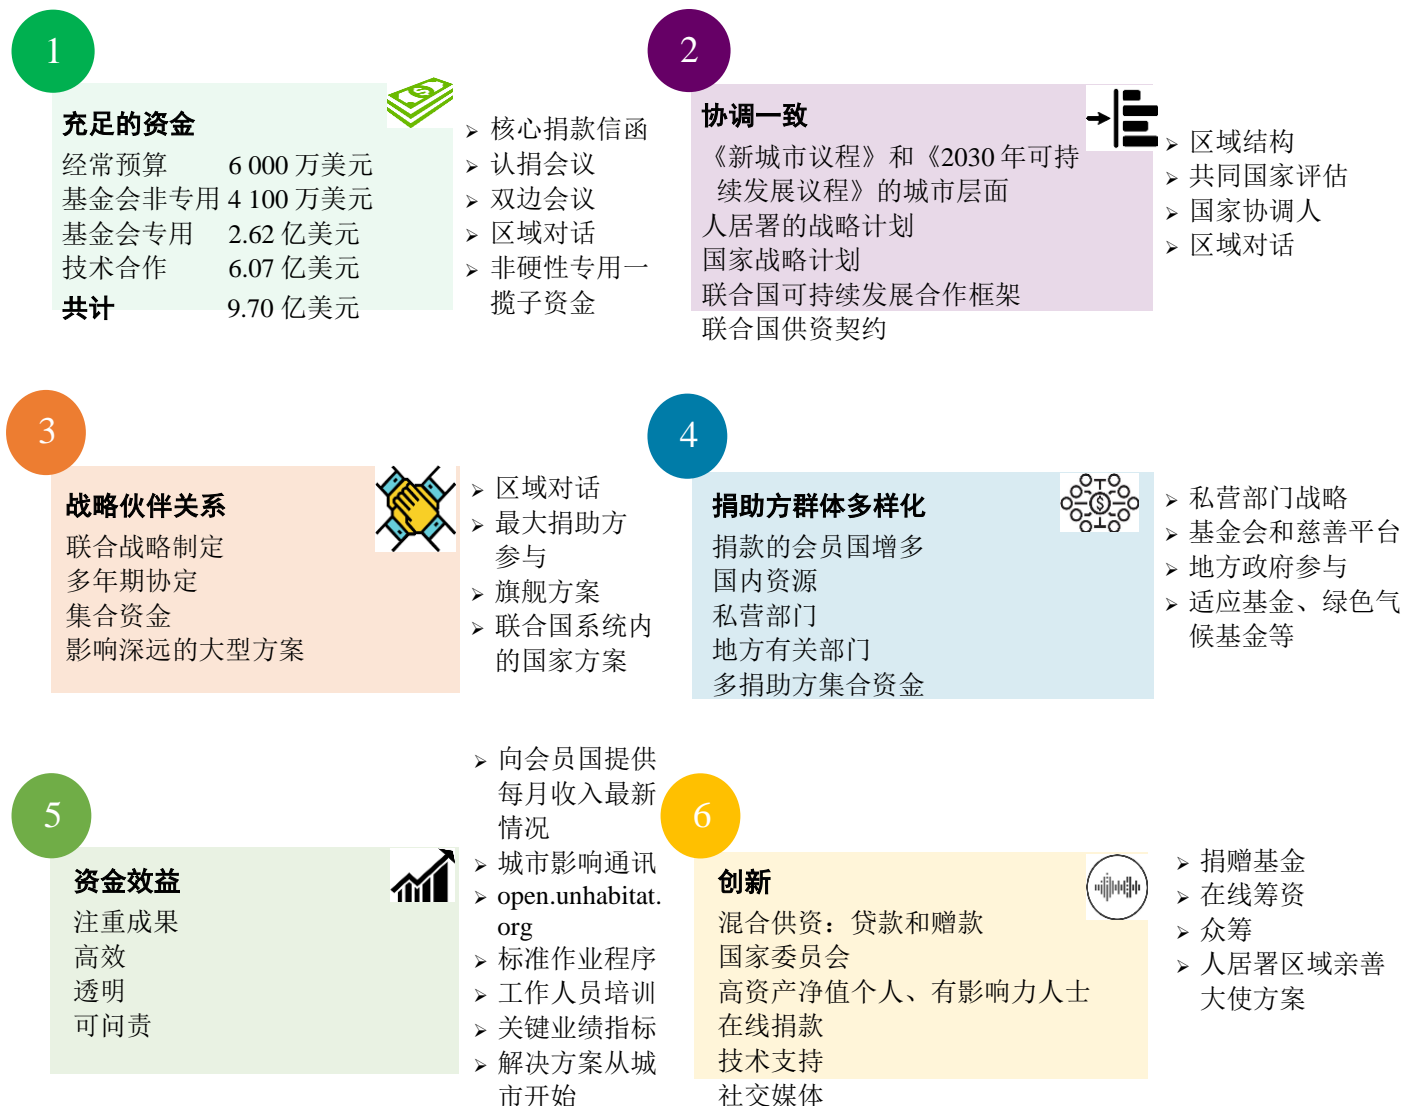 1
充足的资金
经常预算 6 000 万美元
基金会非专用 4 100 万美元
基金会专用 2.62 亿美元
技术合作 6.07 亿美元
共计 9.70 亿美元
➢ 核心捐款信函
➢ 认捐会议
➢ 双边会议
➢ 区域对话
➢ 非硬性专用一
揽子资金
2
协调一致
《新城市议程》和《2030 年可持
续发展议程》的城市层面
人居署的战略计划
国家战略计划
联合国可持续发展合作框架
联合国供资契约
➢ 区域结构
➢ 共同国家评估
➢ 国家协调人
➢ 区域对话
3
战略伙伴关系
联合战略制定
多年期协定
集合资金
影响深远的大型方案
➢ 区域对话
➢ 最大捐助方
参与
➢ 旗舰方案
➢ 联合国系统内
的国家方案
4
捐助方群体多样化
捐款的会员国增多
国内资源
私营部门
地方有关部门
多捐助方集合资金
➢ 私营部门战略
➢ 基金会和慈善平台
➢ 地方政府参与
➢ 适应基金、绿色气
候基金等
5
资金效益
注重成果
高效
透明
可问责
➢ 向会员国提供
每月收入最新
情况
➢ 城市影响通讯
➢ open.unhabitat.
org
➢ 标准作业程序
➢ 工作人员培训
➢ 关键业绩指标
➢ 解决方案从城
市开始
6
创新
混合供资：贷款和赠款
国家委员会
高资产净值个人、有影响力人士
在线捐款
技术支持
社交媒体
➢ 捐赠基金
➢ 在线筹资
➢ 众筹
➢ 人居署区域亲善
大使方案